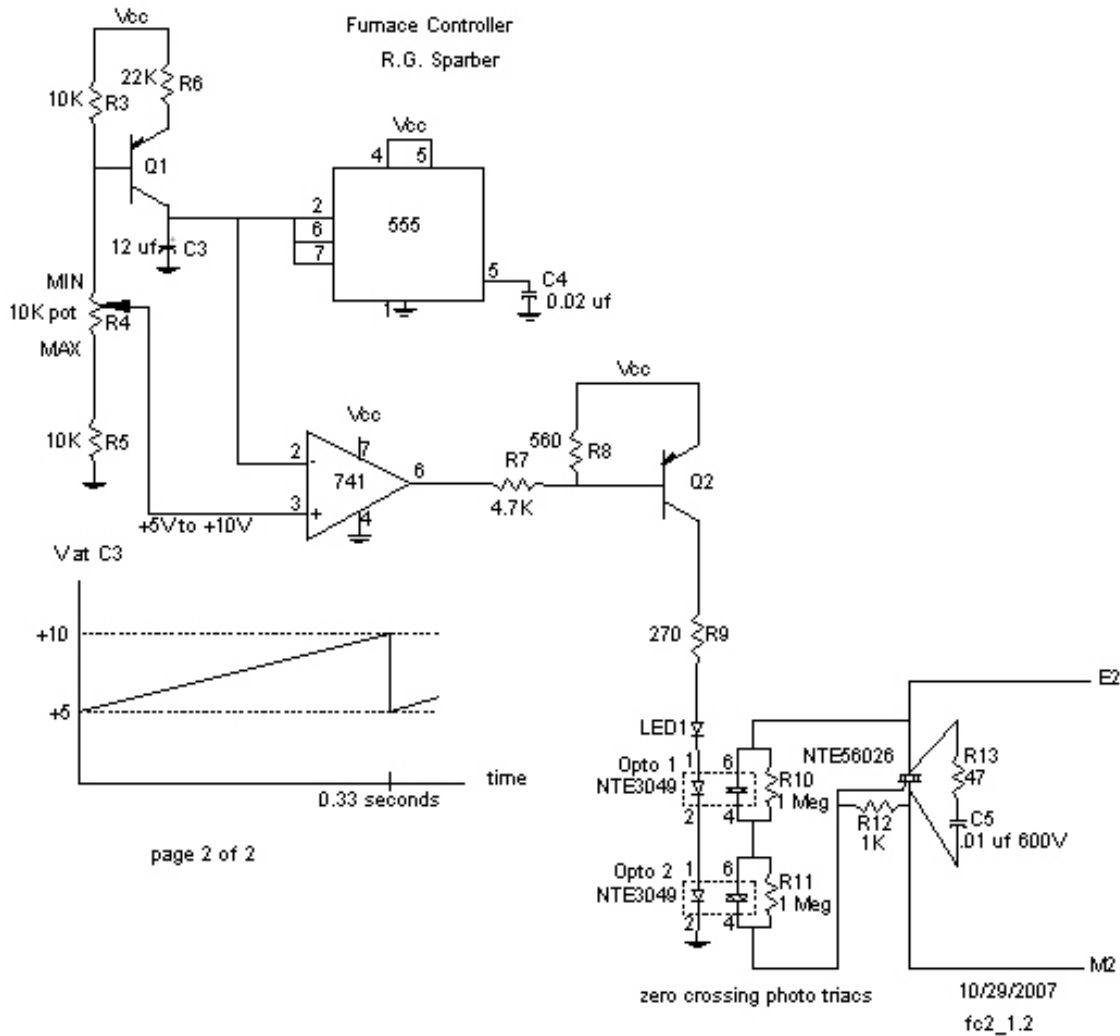 Furnace Controller
R.G. Sparber
Vcc
22K
R6
10K
R3
Q1
12 uf
C3
Vcc
4
5
2
6
7
555
5
1
C4
0.02 uf
MIN
10K pot
R4
MAX
10K
R5
+5V to +10V
Vcc
7
2
-
741
6
3
+
4
R7
4.7K
Vcc
560
R8
Q2
V at C3
+10
+5
time
0.33 seconds
270
R9
LED1
Opto 1
NTE3049
1
6
2
4
R10
1 Meg
Opto 2
NTE3049
1
6
2
4
R11
1 Meg
NTE56026
R12
1K
R13
47
C5
.01 uf 600V
E2
M2
page 2 of 2
zero crossing photo triacs
10/29/2007
fc2_1.2